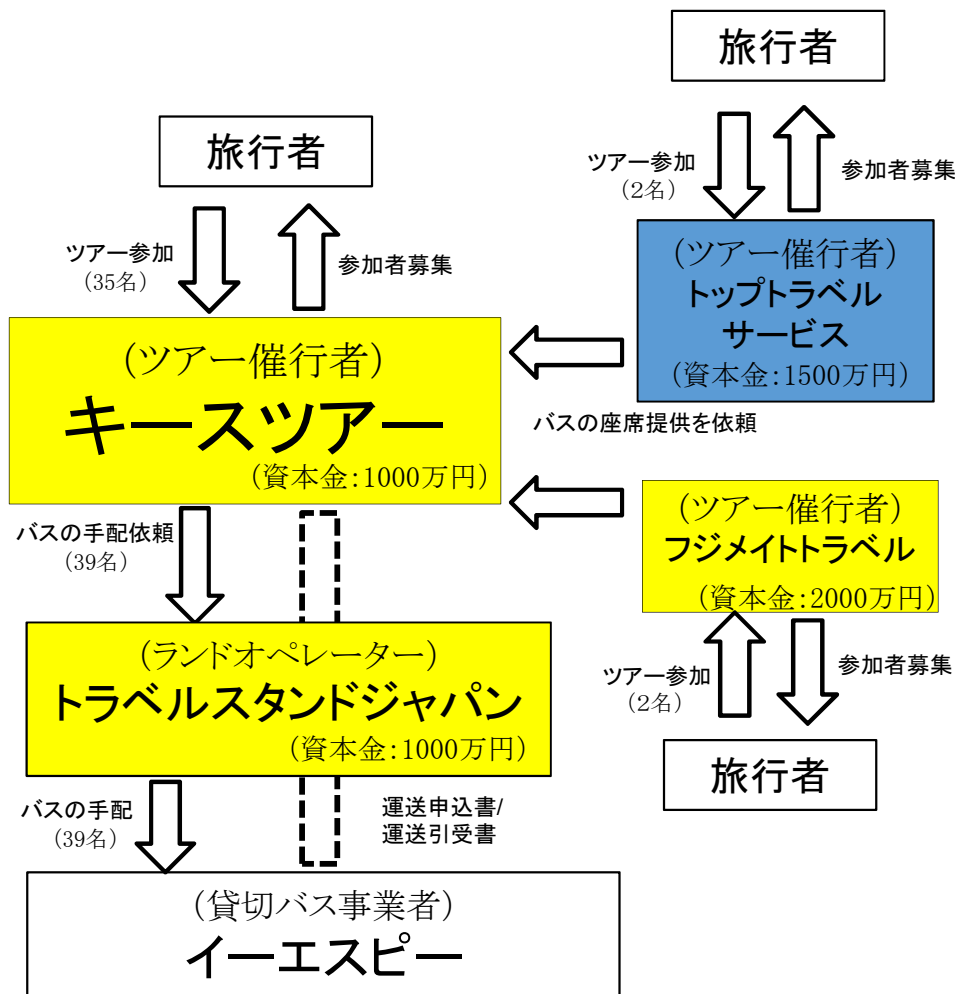 旅行者
ツアー参加
（2名）
参加者募集
旅行者
ツアー参加
（35名）
参加者募集
（ツアー催行者）
トップトラベル
サービス
（資本金：1500万円）
（ツアー催行者）
キースツアー
（資本金：1000万円）
バスの座席提供を依頼
（ツアー催行者）
フジメイトトラベル
（資本金：2000万円）
バスの手配依頼
（39名）
（ランドオペレーター）
トラベルスタンドジャパン
（資本金：1000万円）
ツアー参加
（2名）
参加者募集
旅行者
バスの手配
（39名）
運送申込書/
運送引受書
（貸切バス事業者）
イーエスピー